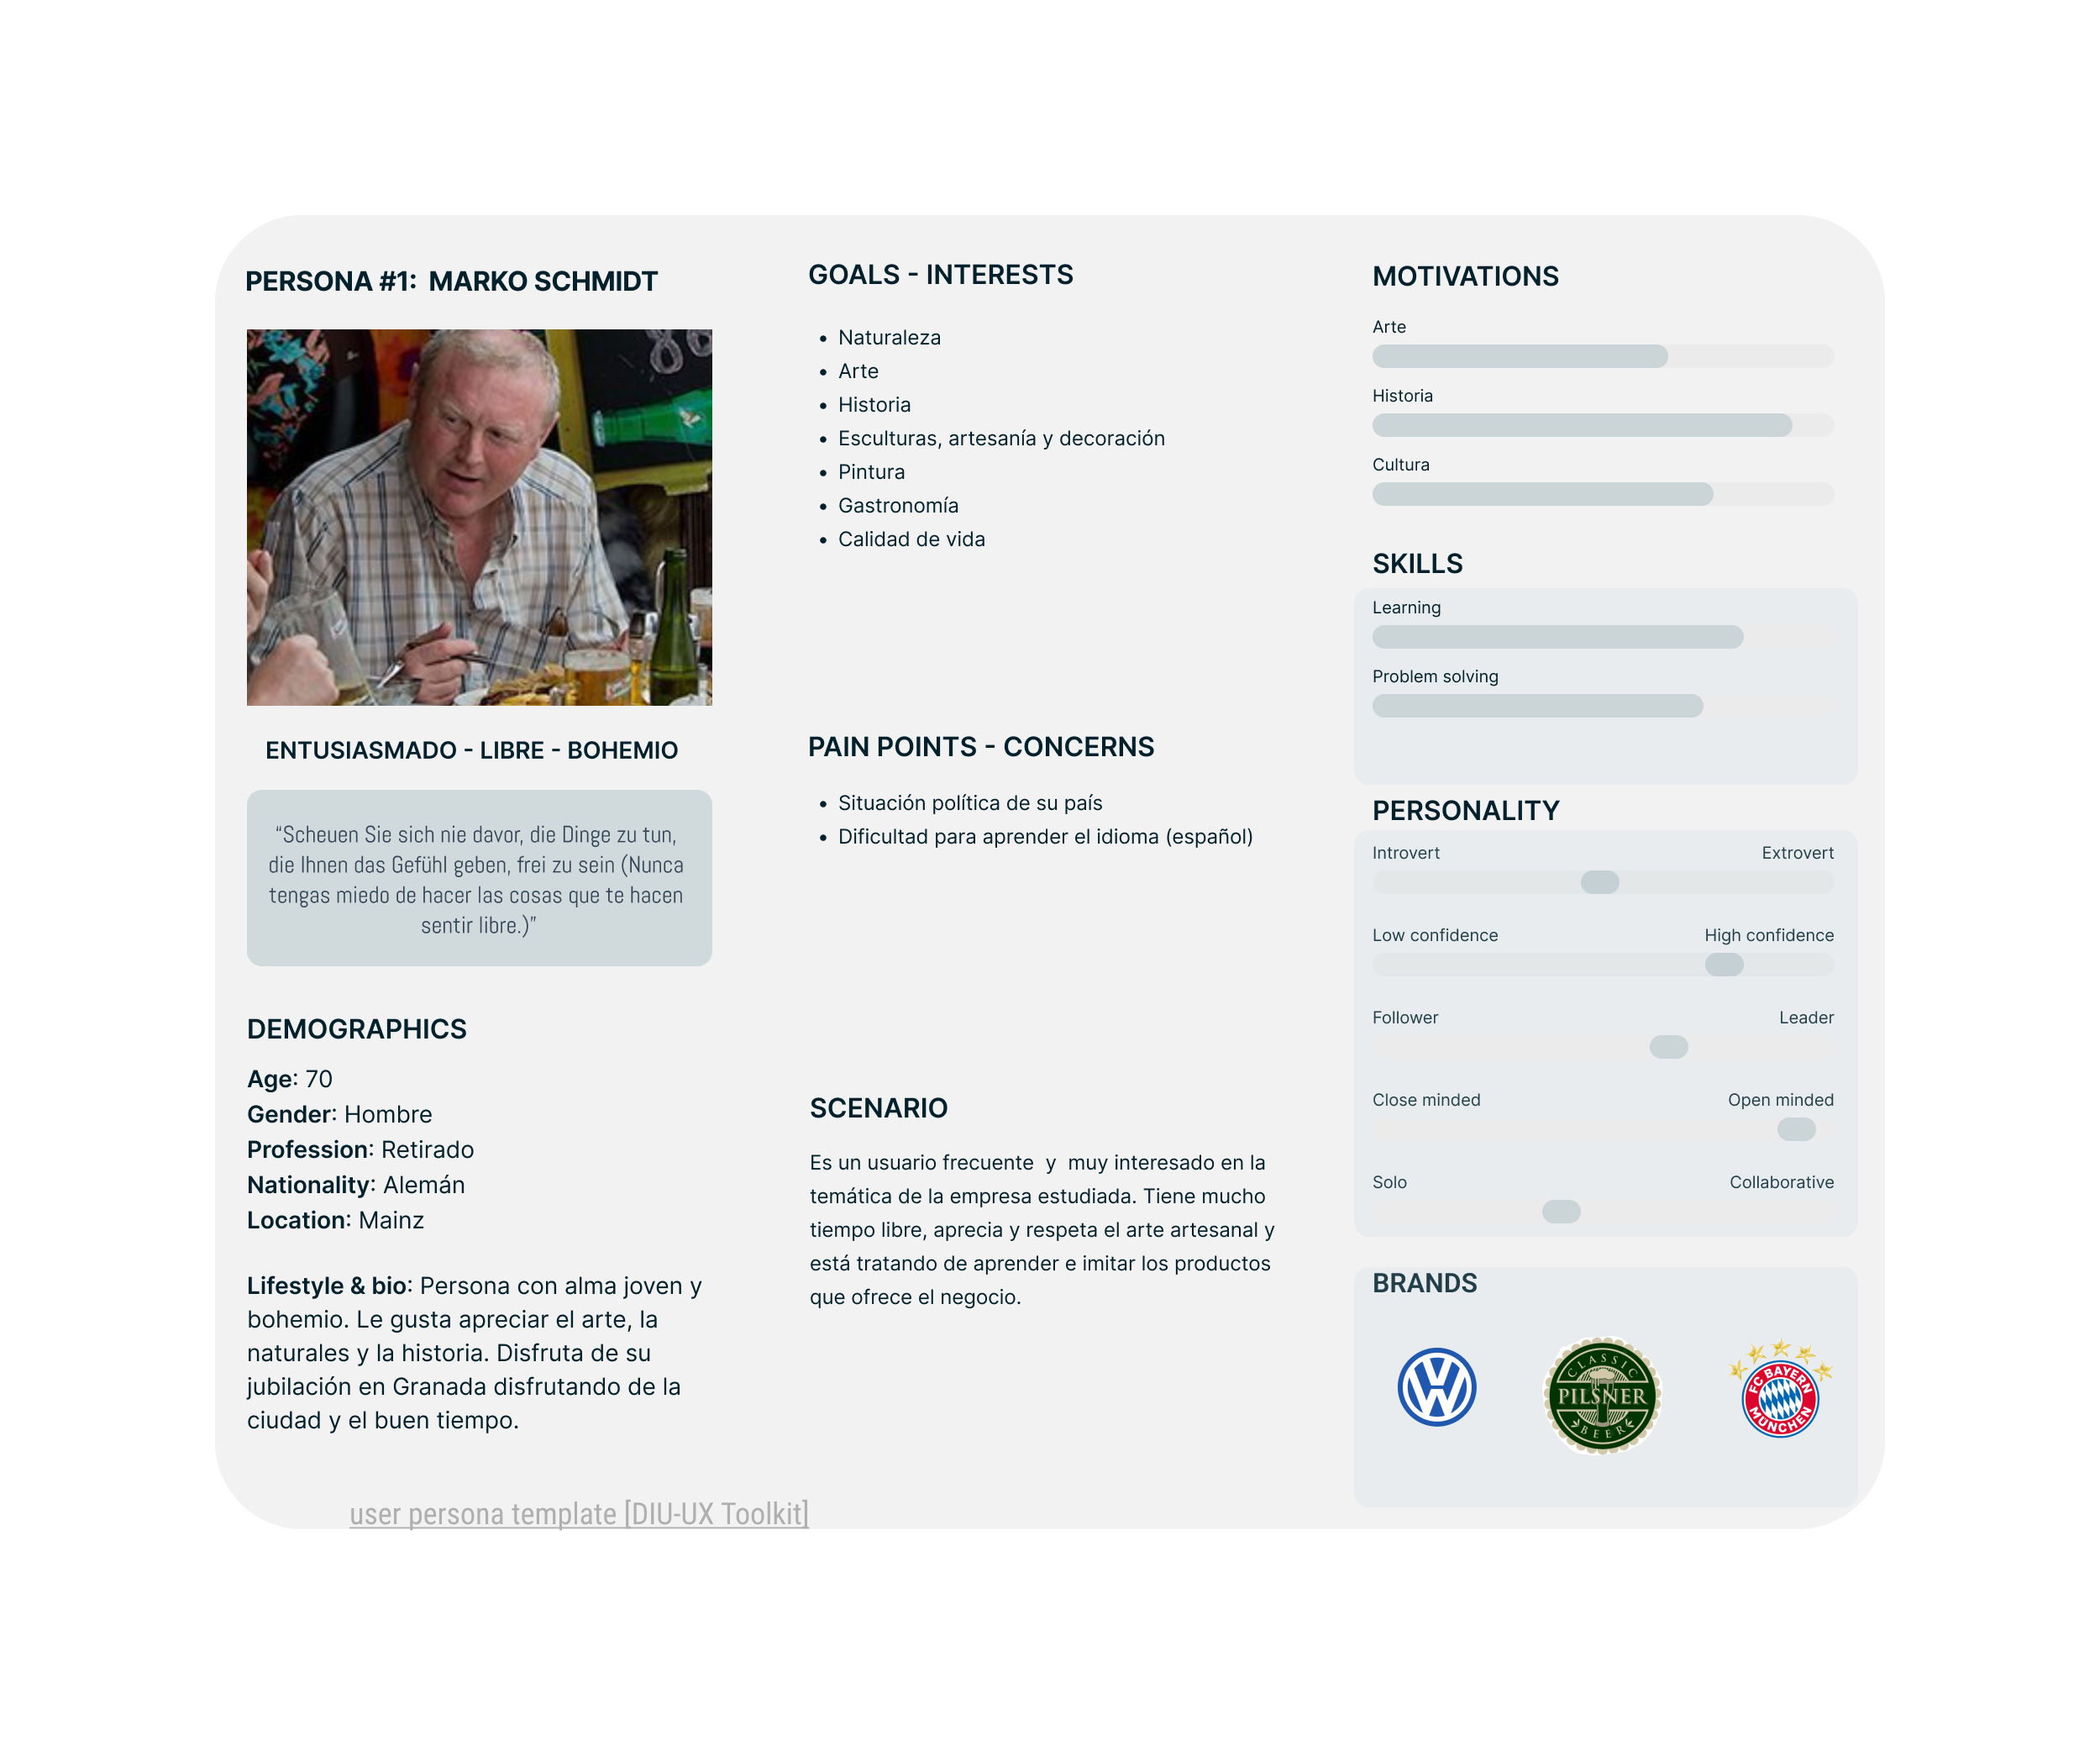 PERSONA #1: MARKO SCHMIDT
86
ENTUSIASMADO - LIBRE - BOHEMIO
“Scheuen Sie sich nie davor, die Dinge zu tun,
die Ihnen das Gefühl geben, frei zu sein (Nunca
tengas miedo de hacer las cosas que te hacen
sentir libre.)”
DEMOGRAPHICS
Age: 70
Gender: Hombre
Profession: Retirado
Nationality: Alemán
Location: Mainz
Lifestyle & bio: Persona con alma joven y
bohemio. Le gusta apreciar el arte, la
naturales y la historia. Disfruta de su
jubilación en Granada disfrutando de la
ciudad y el buen tiempo.
GOALS - INTERESTS
• Naturaleza
• Arte
• Historia
• Esculturas, artesanía y decoración
• Pintura
• Gastronomía
• Calidad de vida
PAIN POINTS - CONCERNS
• Situación política de su país
• Dificultad para aprender el idioma (español)
SCENARIO
Es un usuario frecuente y muy interesado en la
temática de la empresa estudiada. Tiene mucho
tiempo libre, aprecia y respeta el arte artesanal y
está tratando de aprender e imitar los productos
que ofrece el negocio.
MOTIVATIONS
Arte
Historia
Cultura
SKILLS
Learning
Problem solving
PERSONALITY
Introvert Extrovert
Low confidence High confidence
Follower Leader
Close minded Open minded
Solo Collaborative
BRANDS
VW
CLASSIC
PILSNER
BEER
FC BAYERN
MÜNCHEN
user persona template [DIU-UX Toolkit]